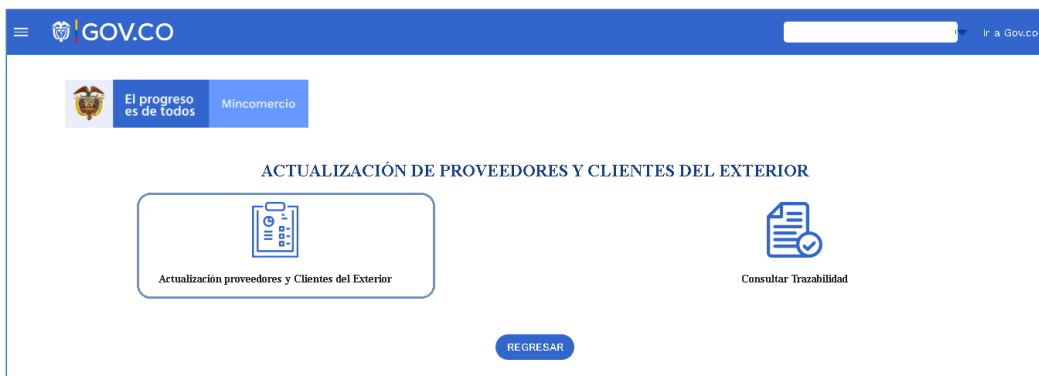 GOV.CO
Ir a Gov.co
El progreso
es de todos
Mincomercio
ACTUALIZACIÓN DE PROVEEDORES Y CLIENTES DEL EXTERIOR
Actualización proveedores y Clientes del Exterior
Consultar Trazabilidad
REGRESAR